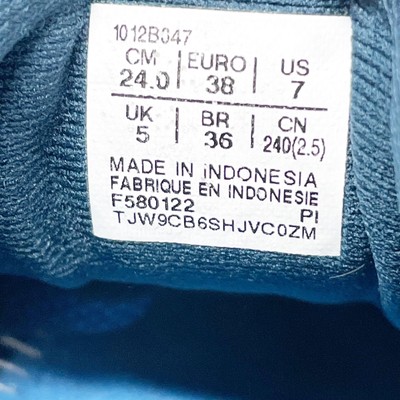 1012B347
CM | EURO | US
24.0 | 38 | 7
UK | BR | CN
5 | 36 | 240(2.5)
MADE IN INDONESIA
FABRIQUE EN INDONESIE
F580122 PI
TJW9CB6SHJVC0ZM